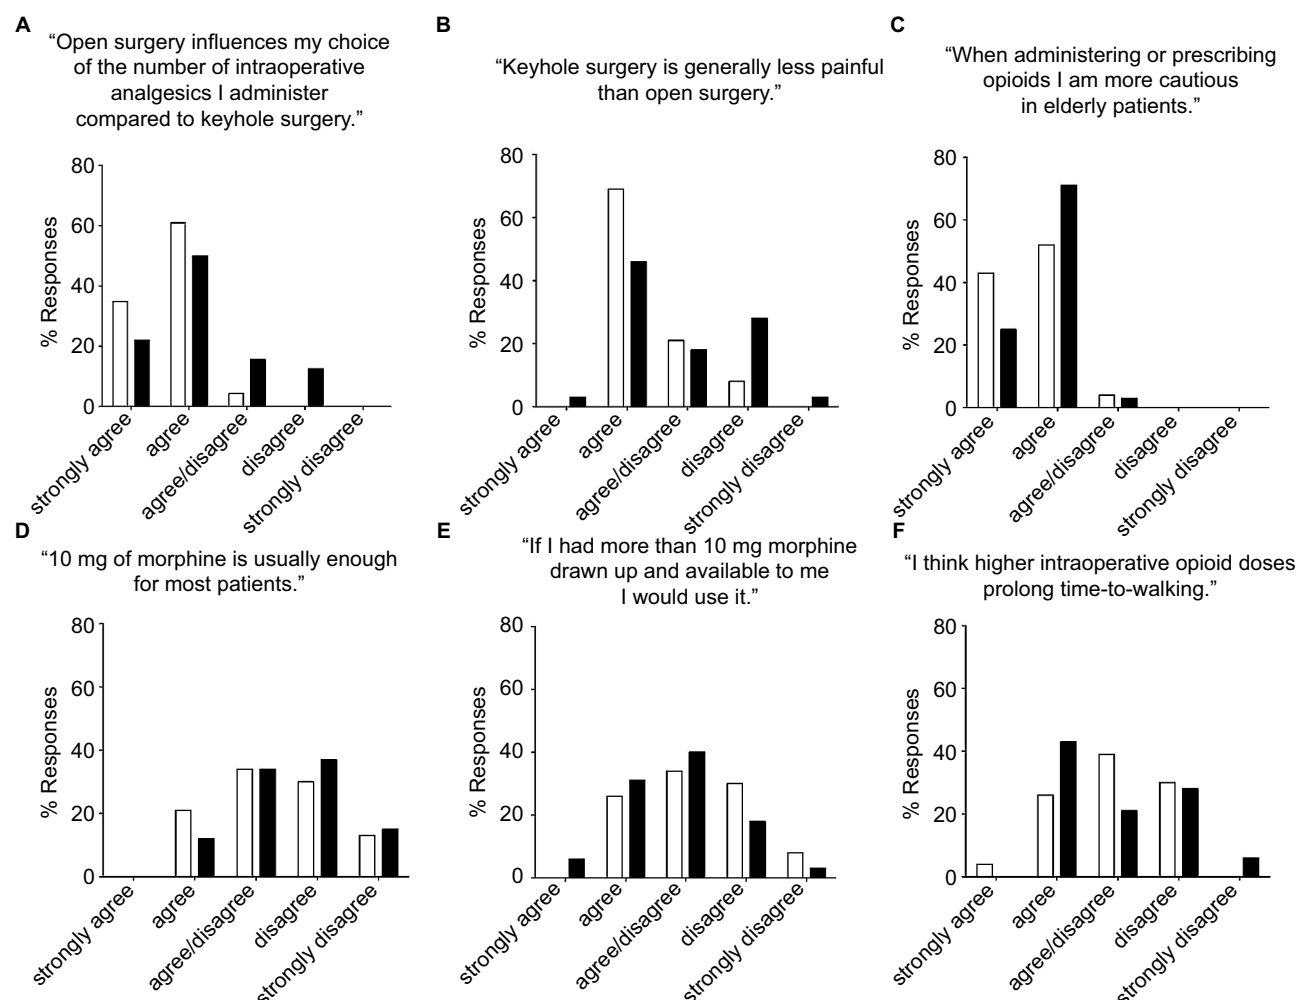 A
“Open surgery influences my choice
of the number of intraoperative
analgesics I administer
compared to keyhole surgery.”
80
60
40
20
0
% Responses
strongly agree
agree
agree/disagree
disagree
strongly disagree
B
“Keyhole surgery is generally less painful
than open surgery.”
80
60
40
20
0
% Responses
strongly agree
agree
agree/disagree
disagree
strongly disagree
C
“When administering or prescribing
opioids I am more cautious
in elderly patients.”
80
60
40
20
0
% Responses
strongly agree
agree
agree/disagree
disagree
strongly disagree
D
“10 mg of morphine is usually enough
for most patients.”
80
60
40
20
0
% Responses
strongly agree
agree
agree/disagree
disagree
strongly disagree
E
“If I had more than 10 mg morphine
drawn up and available to me
I would use it.”
80
60
40
20
0
% Responses
strongly agree
agree
agree/disagree
disagree
strongly disagree
F
“I think higher intraoperative opioid doses
prolong time-to-walking.”
80
60
40
20
0
% Responses
strongly agree
agree
agree/disagree
disagree
strongly disagree